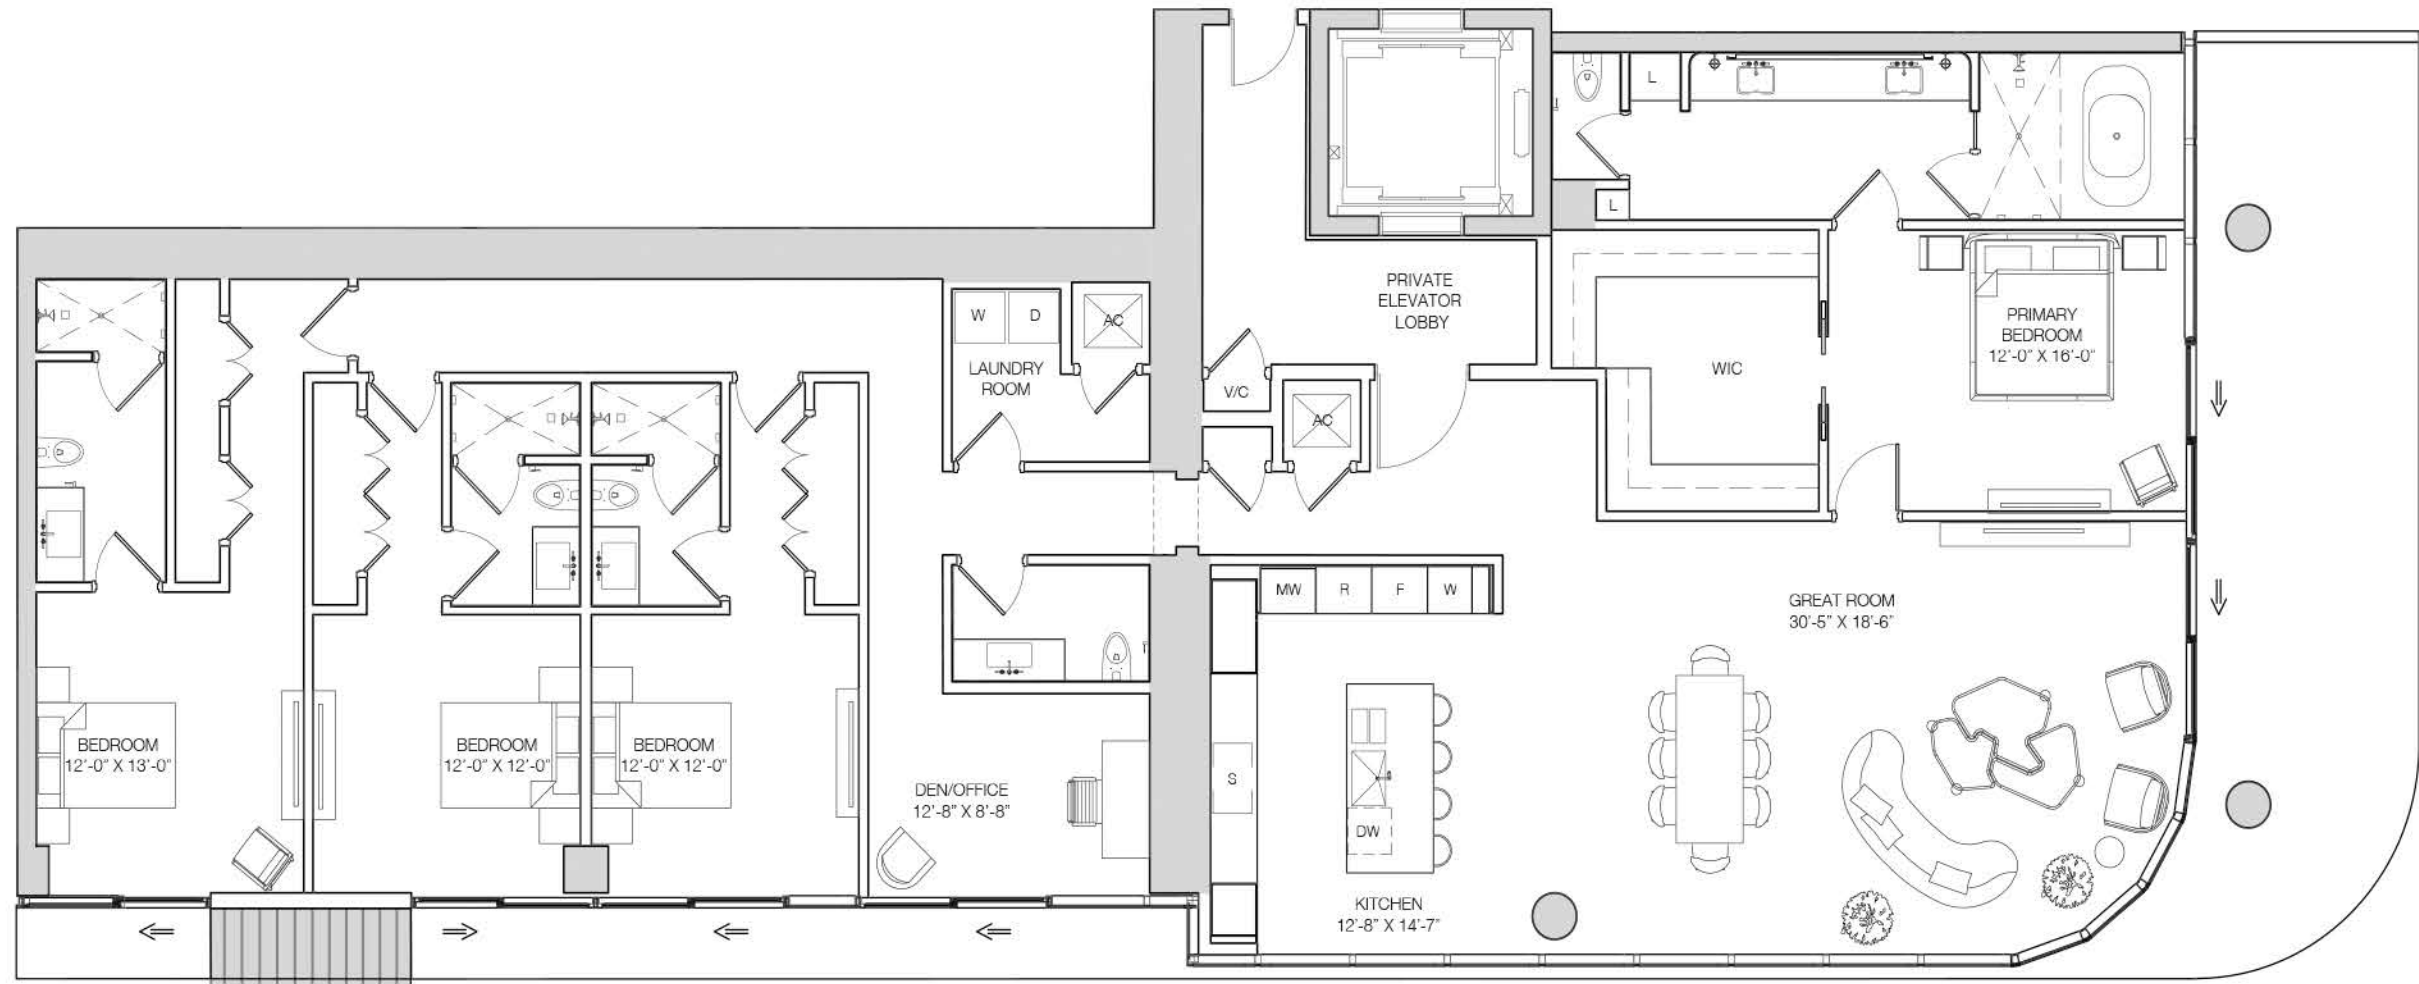 L
L
PRIVATE
ELEVATOR
LOBBY
PRIMARY
BEDROOM
12'-0" X 16'-0"
W
D
AC
LAUNDRY
ROOM
WIC
V/C
AC
MW
R
F
W
GREAT ROOM
30'-5" X 18'-6"
BEDROOM
12'-0" X 13'-0"
BEDROOM
12'-0" X 12'-0"
BEDROOM
12'-0" X 12'-0"
DEN/OFFICE
12'-8" X 8'-8"
S
DW
KITCHEN
12'-8" X 14'-7"